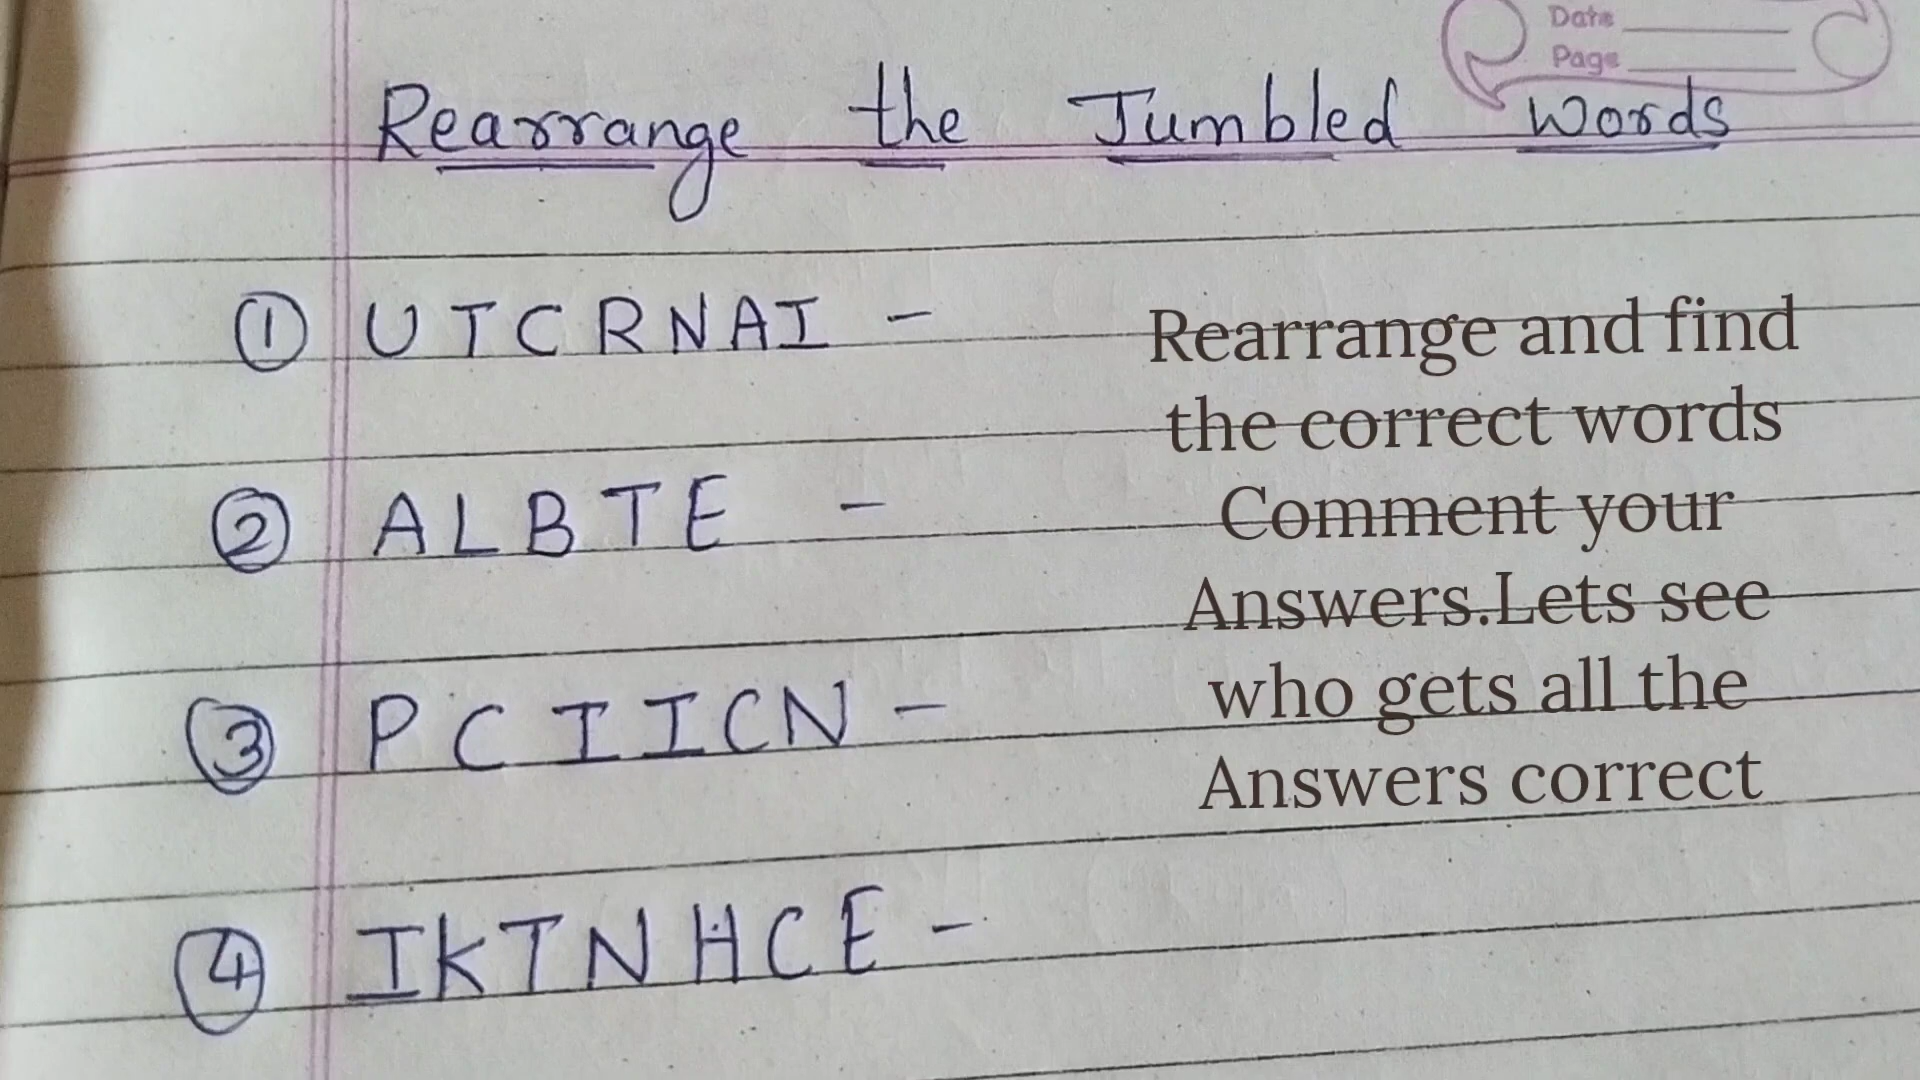 Date
Page
Rearrange the Jumbled Words
1 UTCRNAI -
2 ALBTE -
3 PCIICN -
4 IKTNHCE -
Rearrange and find
the correct words
Comment your
Answers.Lets see
who gets all the
Answers correct